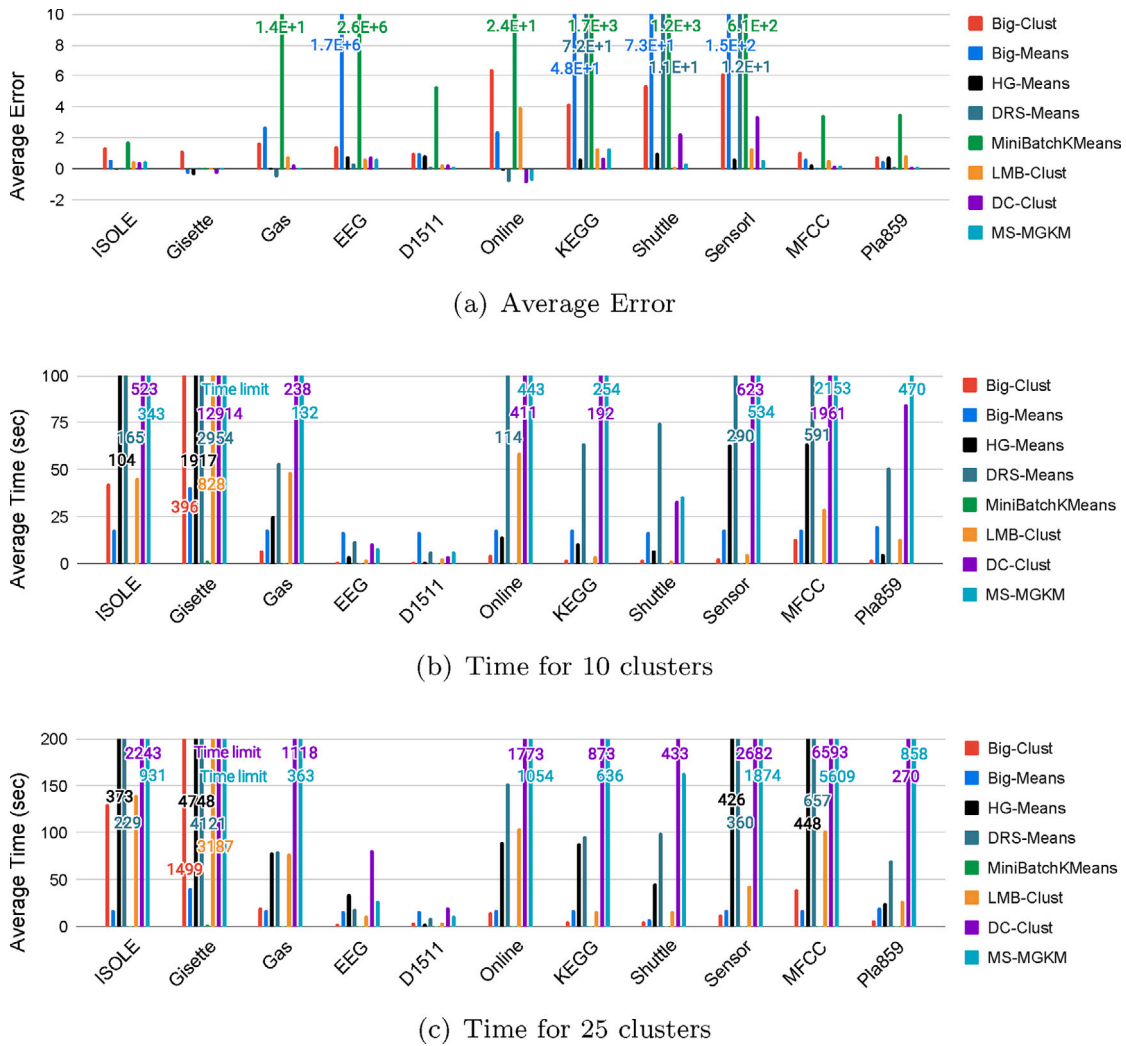 10
8
6
4
2
0
-2
Average Error
1.4E+1
2.6E+6
1.7E+6
2.4E+1
1.7E+3
7.2E+1
4.8E+1
1.2E+3
7.3E+1
1.1E+1
6.1E+2
1.5E+2
1.2E+1
ISOLE
Gisette
Gas
EEG
D1511
Online
KEGG
Shuttle
Sensorl
MFCC
Pla859
Big-Clust
Big-Means
HG-Means
DRS-Means
MiniBatchKMeans
LMB-Clust
DC-Clust
MS-MGKM
(a) Average Error
100
75
50
25
0
Average Time (sec)
523
343
165
104
Time limit
12914
2954
1917
828
396
238
132
443
411
114
254
192
623
534
290
2153
1961
591
470
ISOLE
Gisette
Gas
EEG
D1511
Online
KEGG
Shuttle
Sensor
MFCC
Pla859
Big-Clust
Big-Means
HG-Means
DRS-Means
MiniBatchKMeans
LMB-Clust
DC-Clust
MS-MGKM
(b) Time for 10 clusters
200
150
100
50
0
Average Time (sec)
2243
931
373
229
Time limit
Time limit
4748
4121
3187
1499
1118
363
1773
1054
873
636
433
2682
1874
426
360
6593
5609
657
448
858
270
ISOLE
Gisette
Gas
EEG
D1511
Online
KEGG
Shuttle
Sensor
MFCC
Pla859
Big-Clust
Big-Means
HG-Means
DRS-Means
MiniBatchKMeans
LMB-Clust
DC-Clust
MS-MGKM
(c) Time for 25 clusters